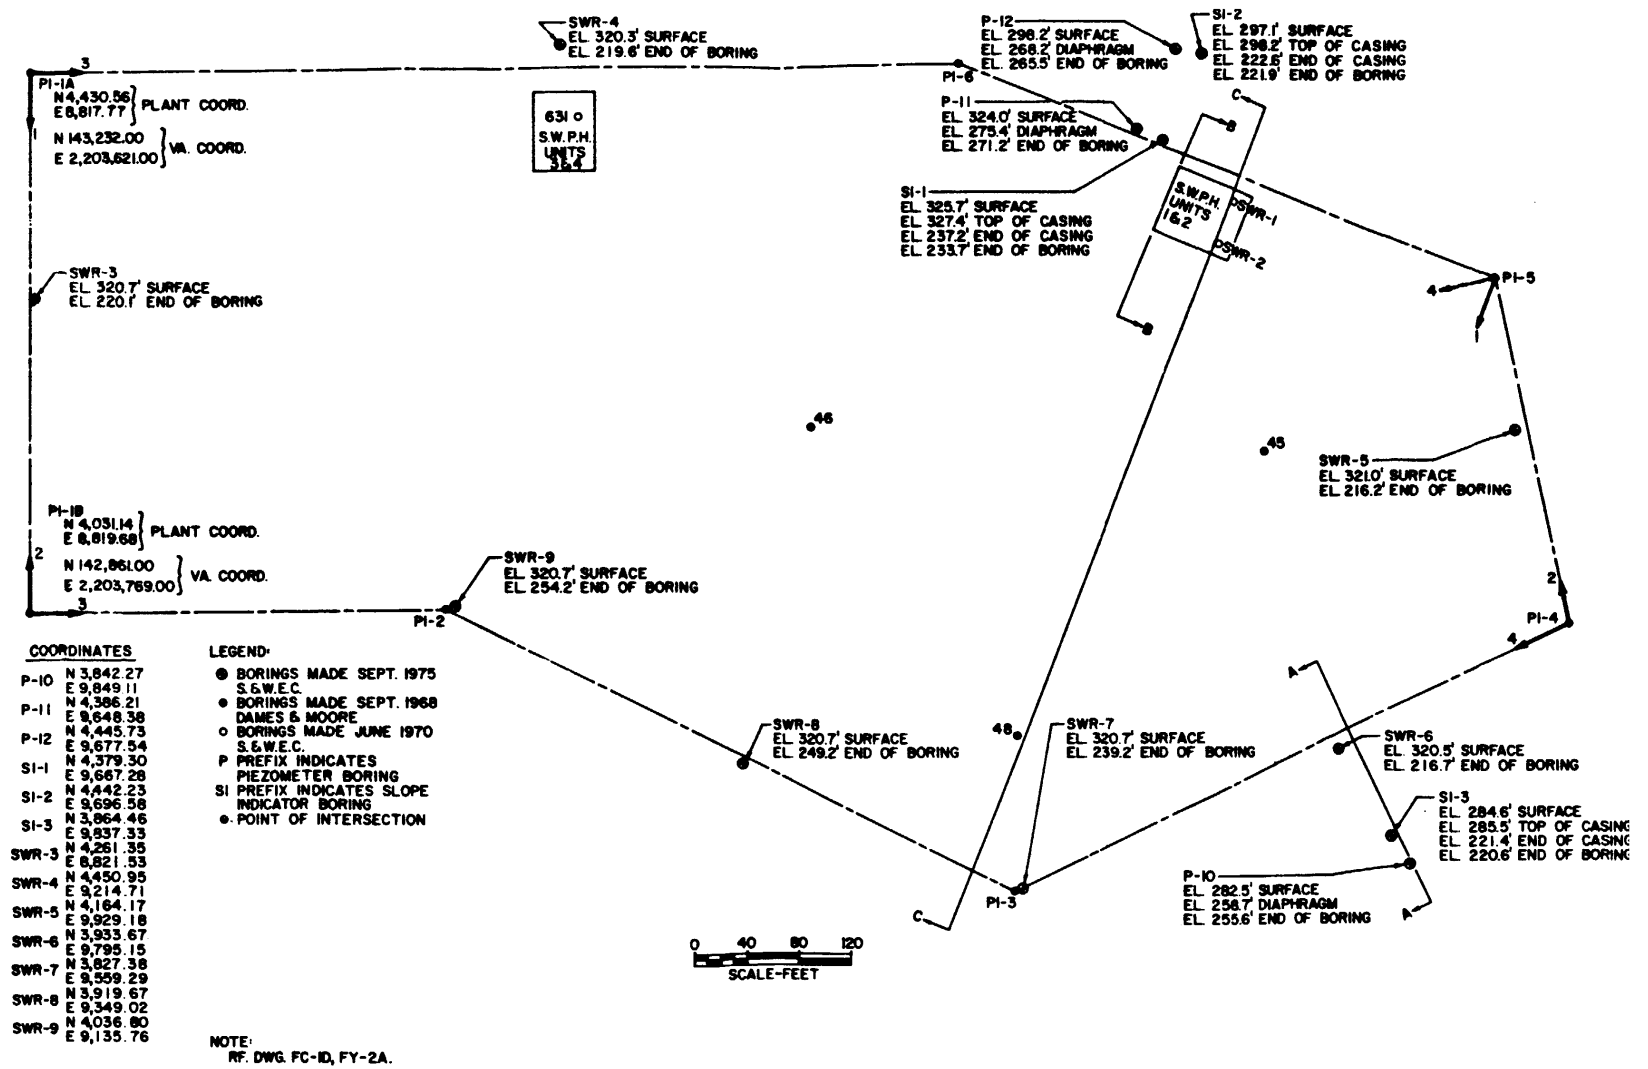 SWR-4
EL. 320.3' SURFACE
EL. 219.6' END OF BORING
P-12
EL. 298.2' SURFACE
EL. 268.2' DIAPHRAGM
EL. 265.5' END OF BORING
SI-2
EL. 297.1' SURFACE
EL. 298.2' TOP OF CASING
EL. 222.6' END OF CASING
EL. 221.9' END OF BORING
3
PI-1A
N 4,430.56
E 8,817.77
PLANT COORD.
1
N 143,232.00
E 2,203,621.00
VA. COORD.
631
S.W.P.H.
UNITS
3&4
PI-6
P-11
EL. 324.0' SURFACE
EL. 275.4' DIAPHRAGM
EL. 271.2' END OF BORING
C
B
SI-1
EL. 325.7' SURFACE
EL. 327.4' TOP OF CASING
EL. 237.2' END OF CASING
EL. 233.7' END OF BORING
S.W.P.H.
UNITS
1&2
SWR-1
SWR-2
SWR-3
EL. 320.7' SURFACE
EL. 220.1' END OF BORING
PI-5
4
1
B
46
45
SWR-5
EL. 321.0' SURFACE
EL. 216.2' END OF BORING
PI-1B
N 4,031.14
E 8,819.68
PLANT COORD.
2
N 142,861.00
E 2,203,769.00
VA. COORD.
3
SWR-9
EL. 320.7' SURFACE
EL. 254.2' END OF BORING
PI-2
2
PI-4
4
COORDINATES
P-10 N 3,842.27
E 9,849.11
P-11 N 4,386.21
E 9,648.38
P-12 N 4,445.73
E 9,677.54
SI-1 N 4,379.30
E 9,667.28
SI-2 N 4,442.23
E 9,696.58
SI-3 N 3,864.46
E 9,837.33
SWR-3 N 4,261.35
E 8,821.53
SWR-4 N 4,450.95
E 9,214.71
SWR-5 N 4,164.17
E 9,929.18
SWR-6 N 3,933.67
E 9,795.15
SWR-7 N 3,827.38
E 9,559.29
SWR-8 N 3,919.67
E 9,349.02
SWR-9 N 4,036.80
E 9,135.76
LEGEND:
BORINGS MADE SEPT. 1975
S.&W.E.C.
BORINGS MADE SEPT. 1968
DAMES & MOORE
BORINGS MADE JUNE 1970
S.&W.E.C.
P PREFIX INDICATES
PIEZOMETER BORING
SI PREFIX INDICATES SLOPE
INDICATOR BORING
POINT OF INTERSECTION
SWR-8
EL. 320.7' SURFACE
EL. 249.2' END OF BORING
48
SWR-7
EL. 320.7' SURFACE
EL. 239.2' END OF BORING
A
SWR-6
EL. 320.5' SURFACE
EL. 216.7' END OF BORING
SI-3
EL. 284.6' SURFACE
EL. 285.5' TOP OF CASING
EL. 221.4' END OF CASING
EL. 220.6' END OF BORING
P-10
EL. 282.5' SURFACE
EL. 258.7' DIAPHRAGM
EL. 255.6' END OF BORING
A
PI-3
C
0 40 80 120
SCALE-FEET
NOTE:
RF. DWG. FC-1D, FY-2A.